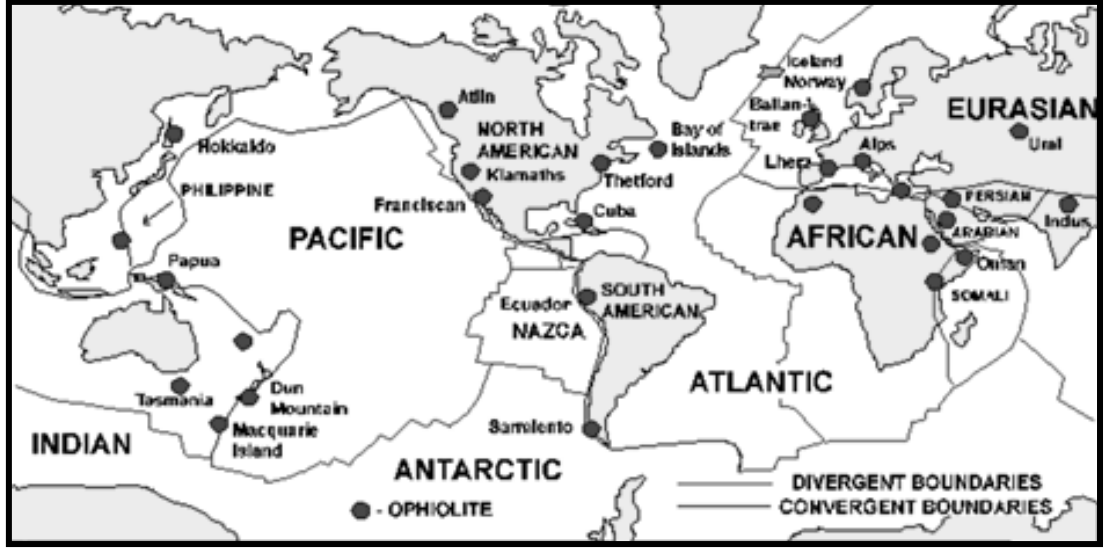 Iceland
Norway
Ballan-
trae
EURASIAN
Atlin
NORTH
AMERICAN
Bay of
Islands
Ural
Hokkaido
Alps
Lherz
Klamaths
Thetford
PHILIPPINE
Franciscan
PERSIAN
Cuba
Indus
ARABIAN
PACIFIC
AFRICAN
Papua
Oman
SOUTH
AMERICAN
SOMALI
Ecuador
NAZCA
ATLANTIC
Dun
Mountain
Tasmania
Macquarie
Island
Sarmiento
INDIAN
ANTARCTIC
DIVERGENT BOUNDARIES
CONVERGENT BOUNDARIES
- OPHIOLITE